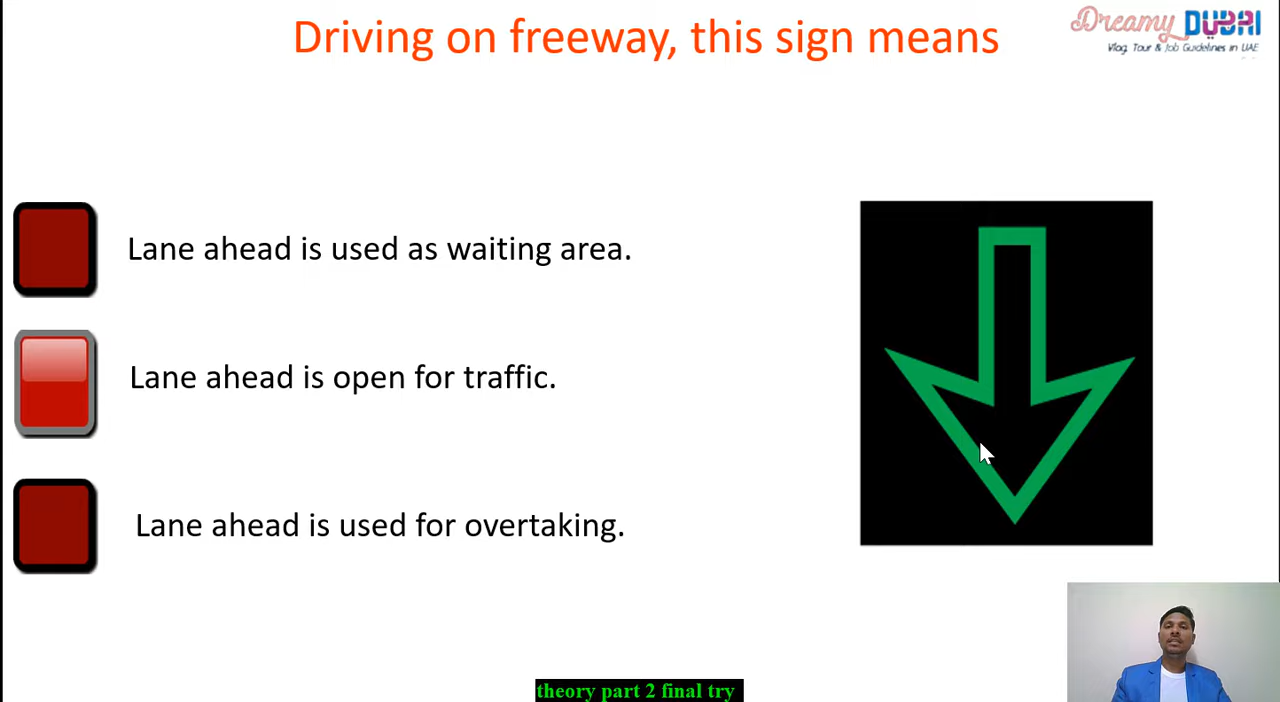 Driving on freeway, this sign means
Dreamy DUBAI
Vlog, Tour & Job Guidelines in UAE
Lane ahead is used as waiting area.
Lane ahead is open for traffic.
Lane ahead is used for overtaking.
theory part 2 final try